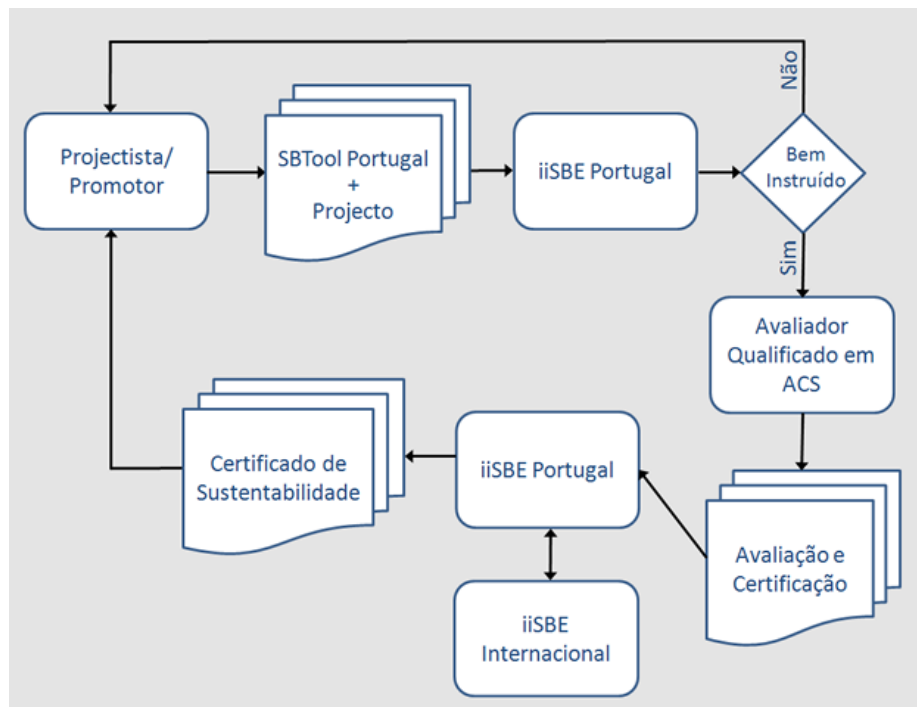 Não
Projectista/
Promotor
SBTool Portugal
+
Projecto
iiSBE Portugal
Bem
Instruído
Sim
Avaliador
Qualificado em
ACS
Certificado de
Sustentabilidade
iiSBE Portugal
Avaliação e
Certificação
iiSBE
Internacional